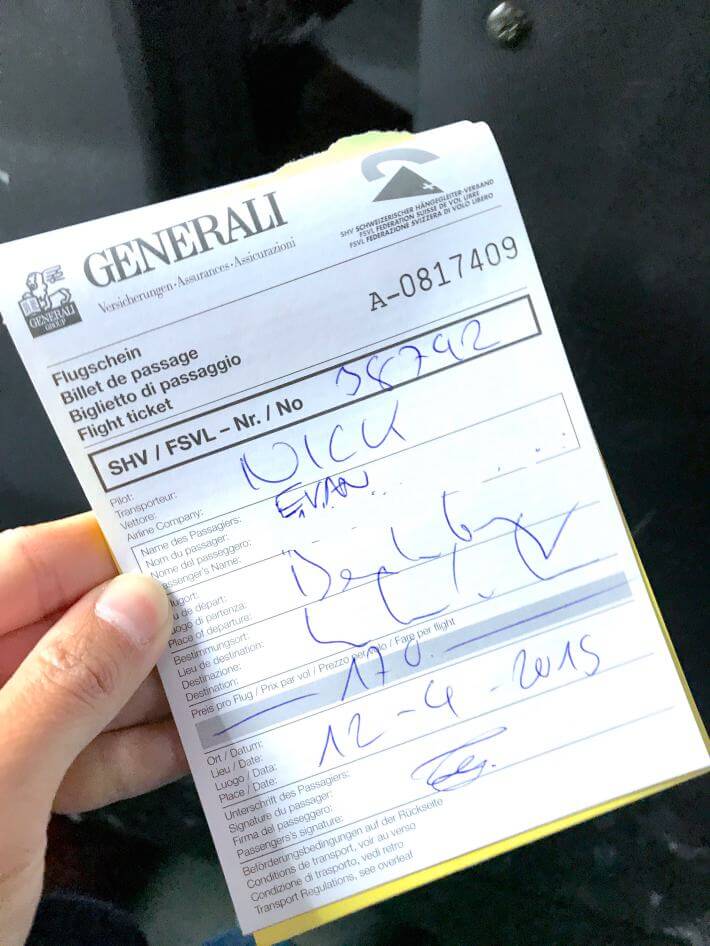 GENERALI
Versicherungen · Assurances · Assicurazioni
GENERALI
GROUP
SHV SCHWEIZERISCHER HÄNGEGLEITER-VERBAND
FSVL FEDERATION SUISSE DE VOL LIBRE
FSVL FEDERAZIONE SVIZZERA DI VOLO LIBERO
A-0817409
Flugschein
Billet de passage
Biglietto di passaggio
Flight ticket
SHV / FSVL – Nr. / No 38742
Pilot:
Transporteur:
Vettore:
Airline Company:
NICK
Name des Passagiers:
Nom du passager:
Nome del passeggero:
Passenger's Name:
EVAN
Flugort:
Lieu de départ:
Luogo di partenza:
Place of departure:
Bestimmungsort:
Lieu de destination:
Destinazione:
Destination:
Preis pro Flug / Prix par vol / Prezzo per volo / Fare per flight
170.-
Ort / Datum:
Lieu / Date:
Luogo / Data:
Place / Date:
12-4-2015
Unterschrift des Passagiers:
Signature du passager:
Firma del passeggero:
Passengers's signature:
Beförderungsbedingungen auf der Rückseite
Conditions de transport, voir au verso
Condizione di trasporto, vedi retro
Transport Regulations, see overleaf